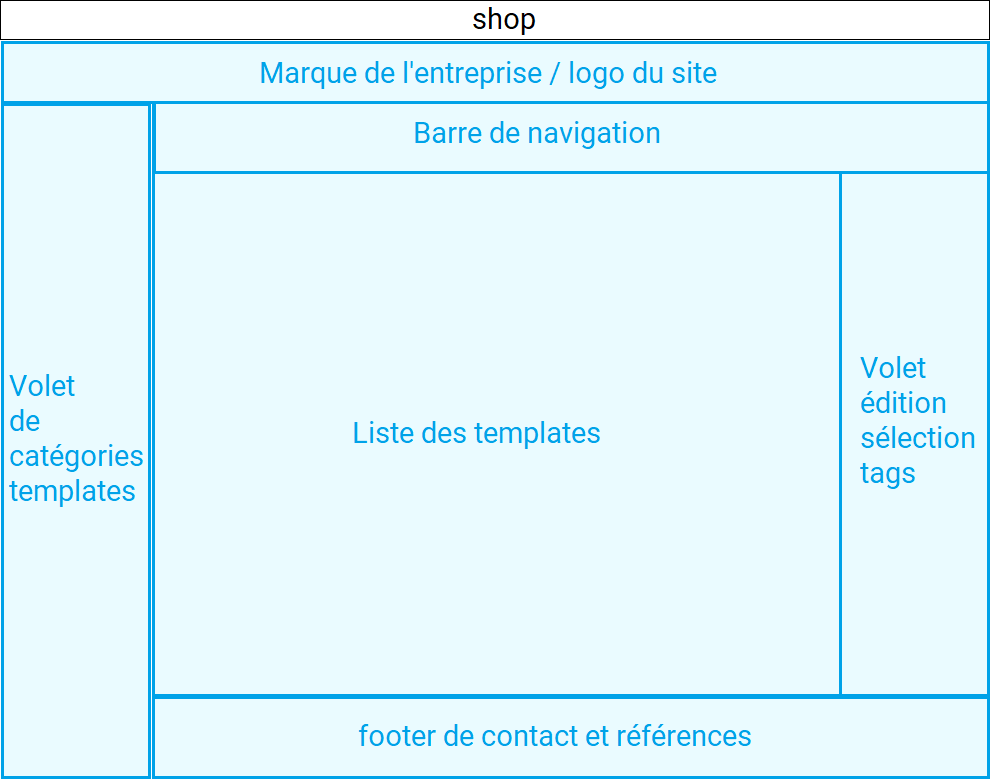 shop
Marque de l'entreprise / logo du site
Barre de navigation
Volet
de
catégories
templates
Liste des templates
Volet
édition
sélection
tags
footer de contact et références